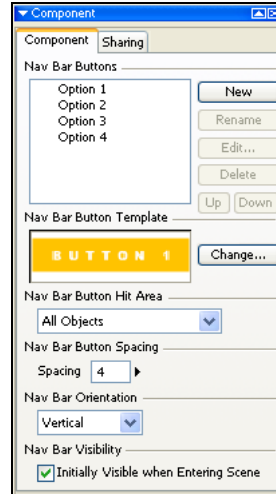 Component
Component Sharing
Nav Bar Buttons
Option 1
Option 2
Option 3
Option 4
New
Rename
Edit...
Delete
Up Down
Nav Bar Button Template
BUTTON 1
Change...
Nav Bar Button Hit Area
All Objects
Nav Bar Button Spacing
Spacing 4
Nav Bar Orientation
Vertical
Nav Bar Visibility
Initially Visible when Entering Scene